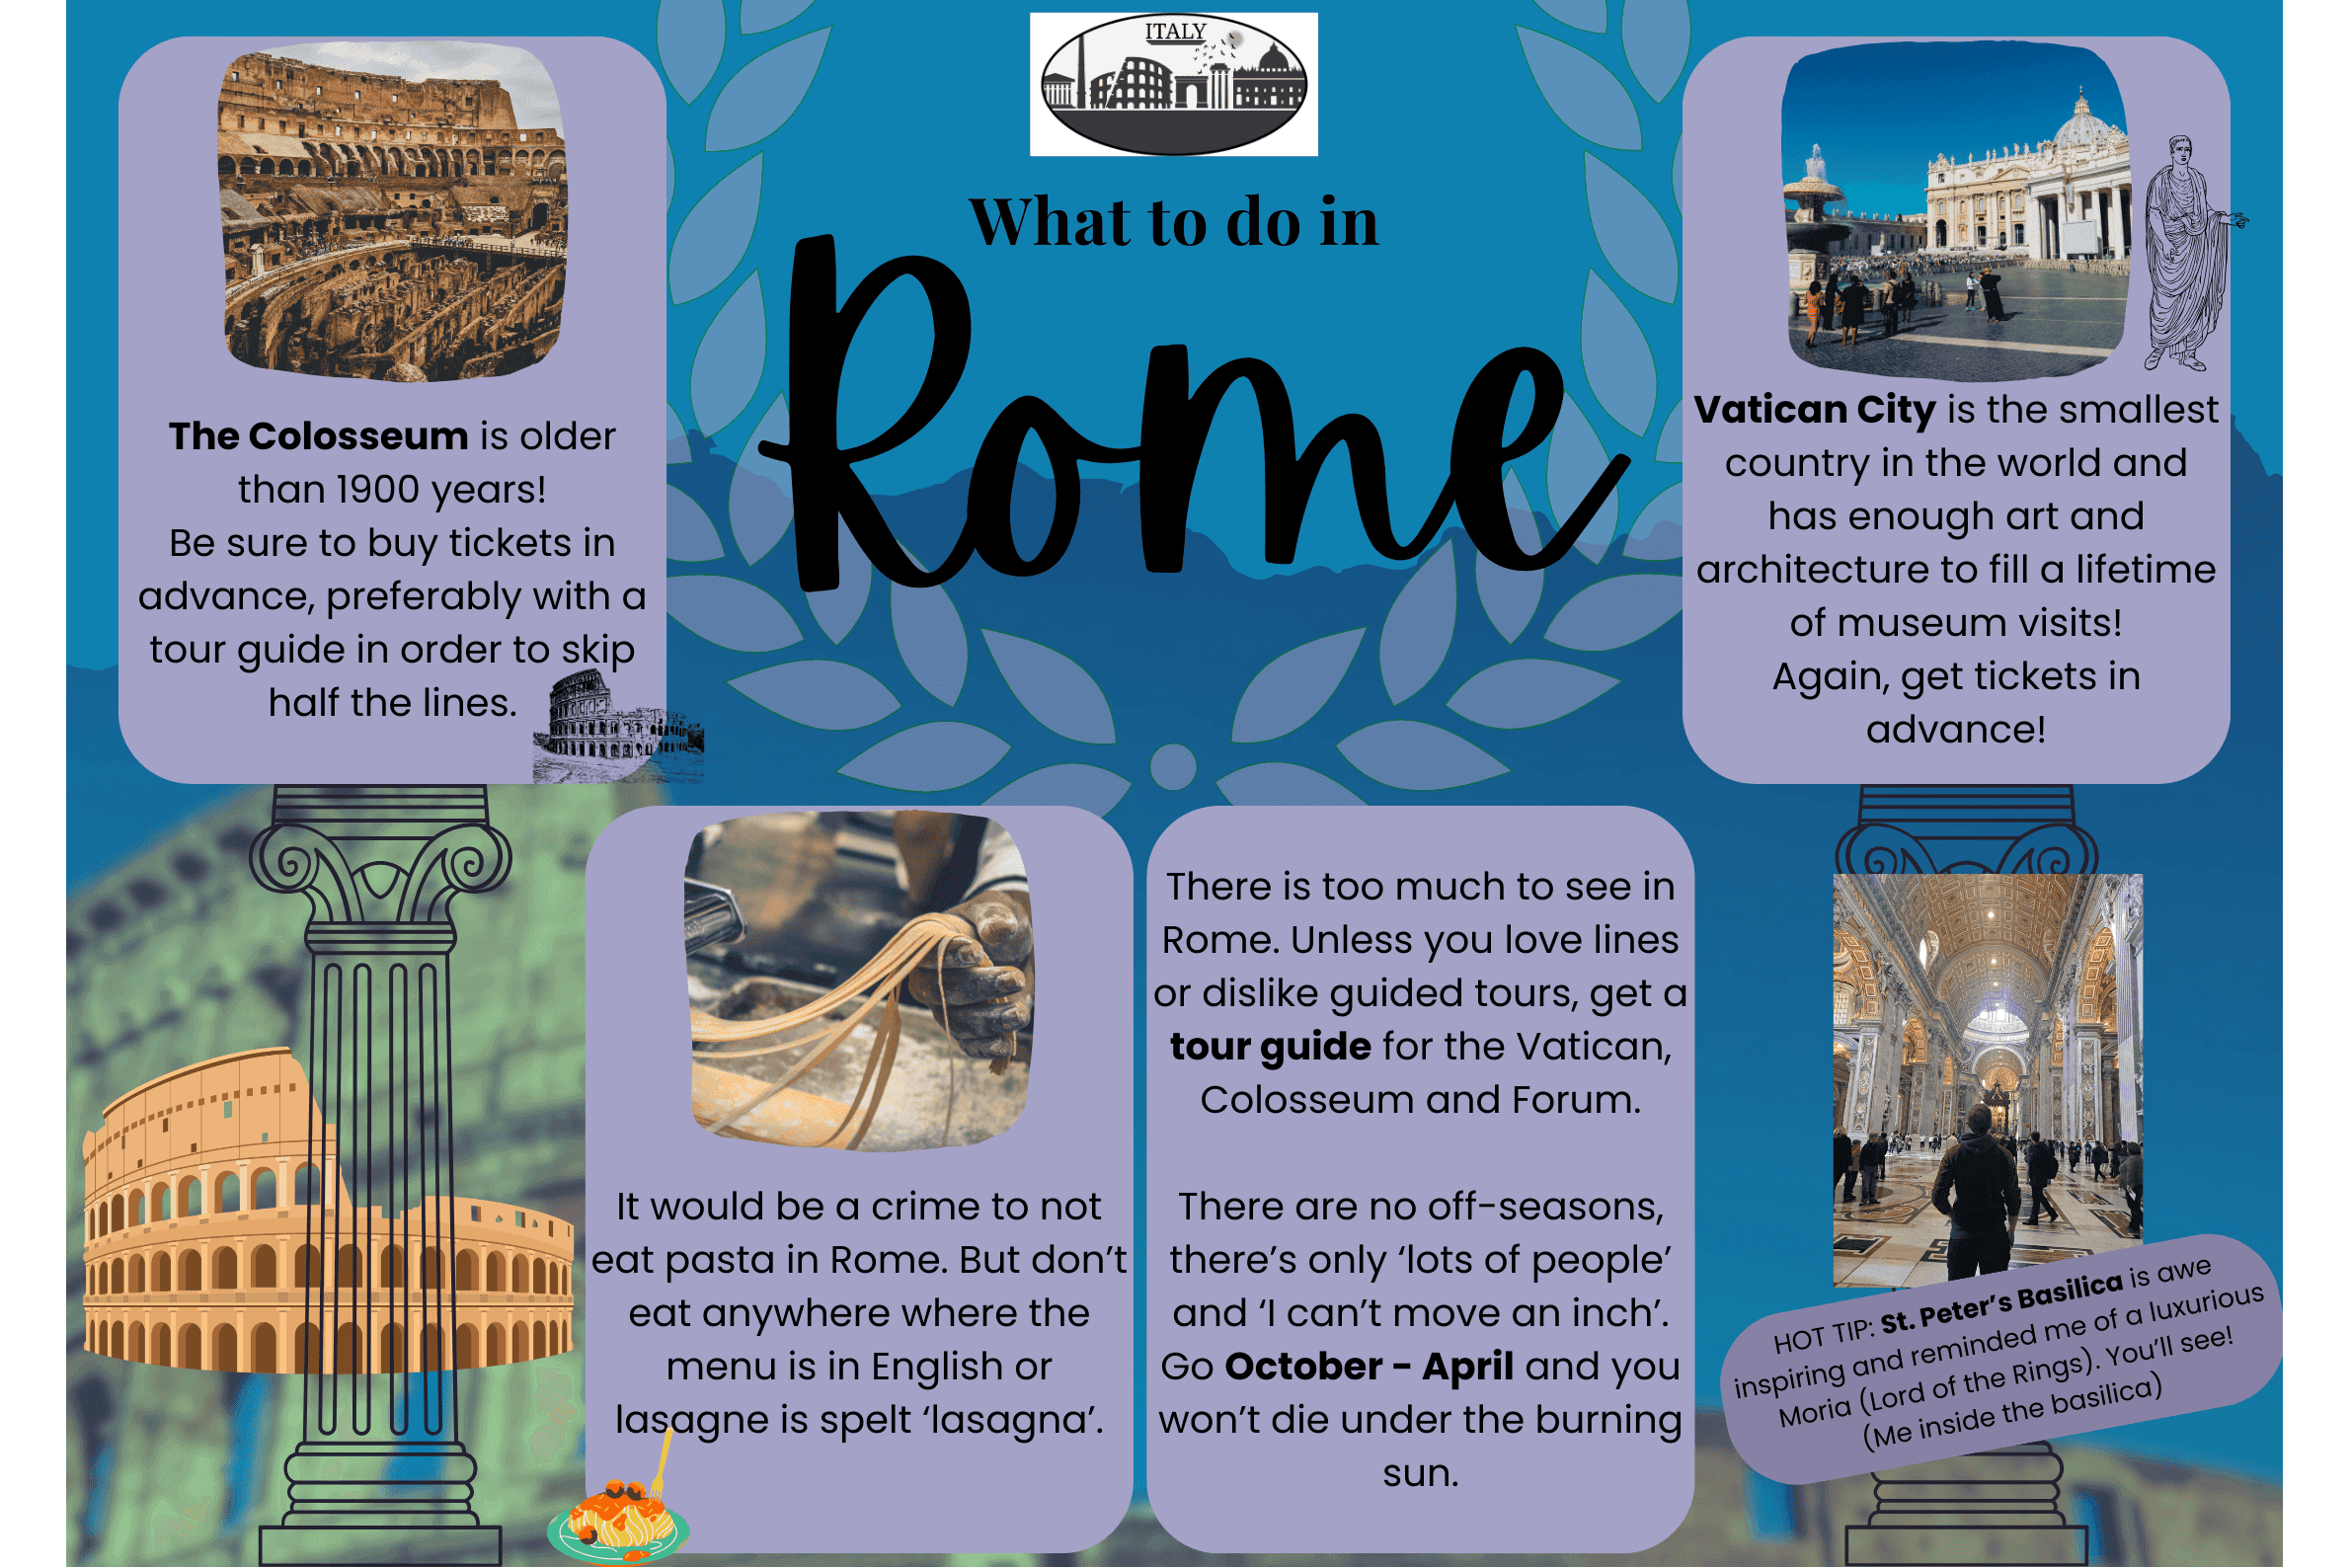 ITALY
What to do in
Rome
The Colosseum is older
than 1900 years!
Be sure to buy tickets in
advance, preferably with a
tour guide in order to skip
half the lines.
Vatican City is the smallest
country in the world and
has enough art and
architecture to fill a lifetime
of museum visits!
Again, get tickets in
advance!
It would be a crime to not
eat pasta in Rome. But don’t
eat anywhere where the
menu is in English or
lasagne is spelt ‘lasagna’.
There is too much to see in
Rome. Unless you love lines
or dislike guided tours, get a
tour guide for the Vatican,
Colosseum and Forum.
There are no off-seasons,
there’s only ‘lots of people’
and ‘I can’t move an inch’.
Go October - April and you
won’t die under the burning
sun.
HOT TIP: St. Peter’s Basilica is awe
inspiring and reminded me of a luxurious
Moria (Lord of the Rings). You’ll see!
(Me inside the basilica)